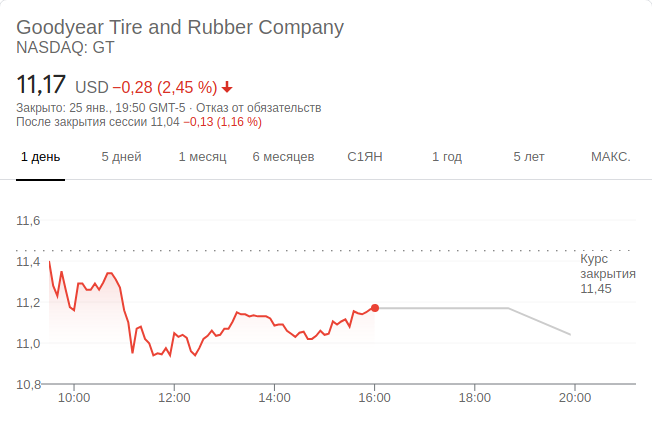 Goodyear Tire and Rubber Company
NASDAQ: GT
11,17 USD −0,28 (2,45 %)
Закрыто: 25 янв., 19:50 GMT-5 · Отказ от обязательств
После закрытия сессии 11,04 −0,13 (1,16 %)
1 день 5 дней 1 месяц 6 месяцев С1ЯН 1 год 5 лет МАКС.
11,6
11,4
Курс
закрытия
11,45
11,2
11,0
10,8
10:00 12:00 14:00 16:00 18:00 20:00